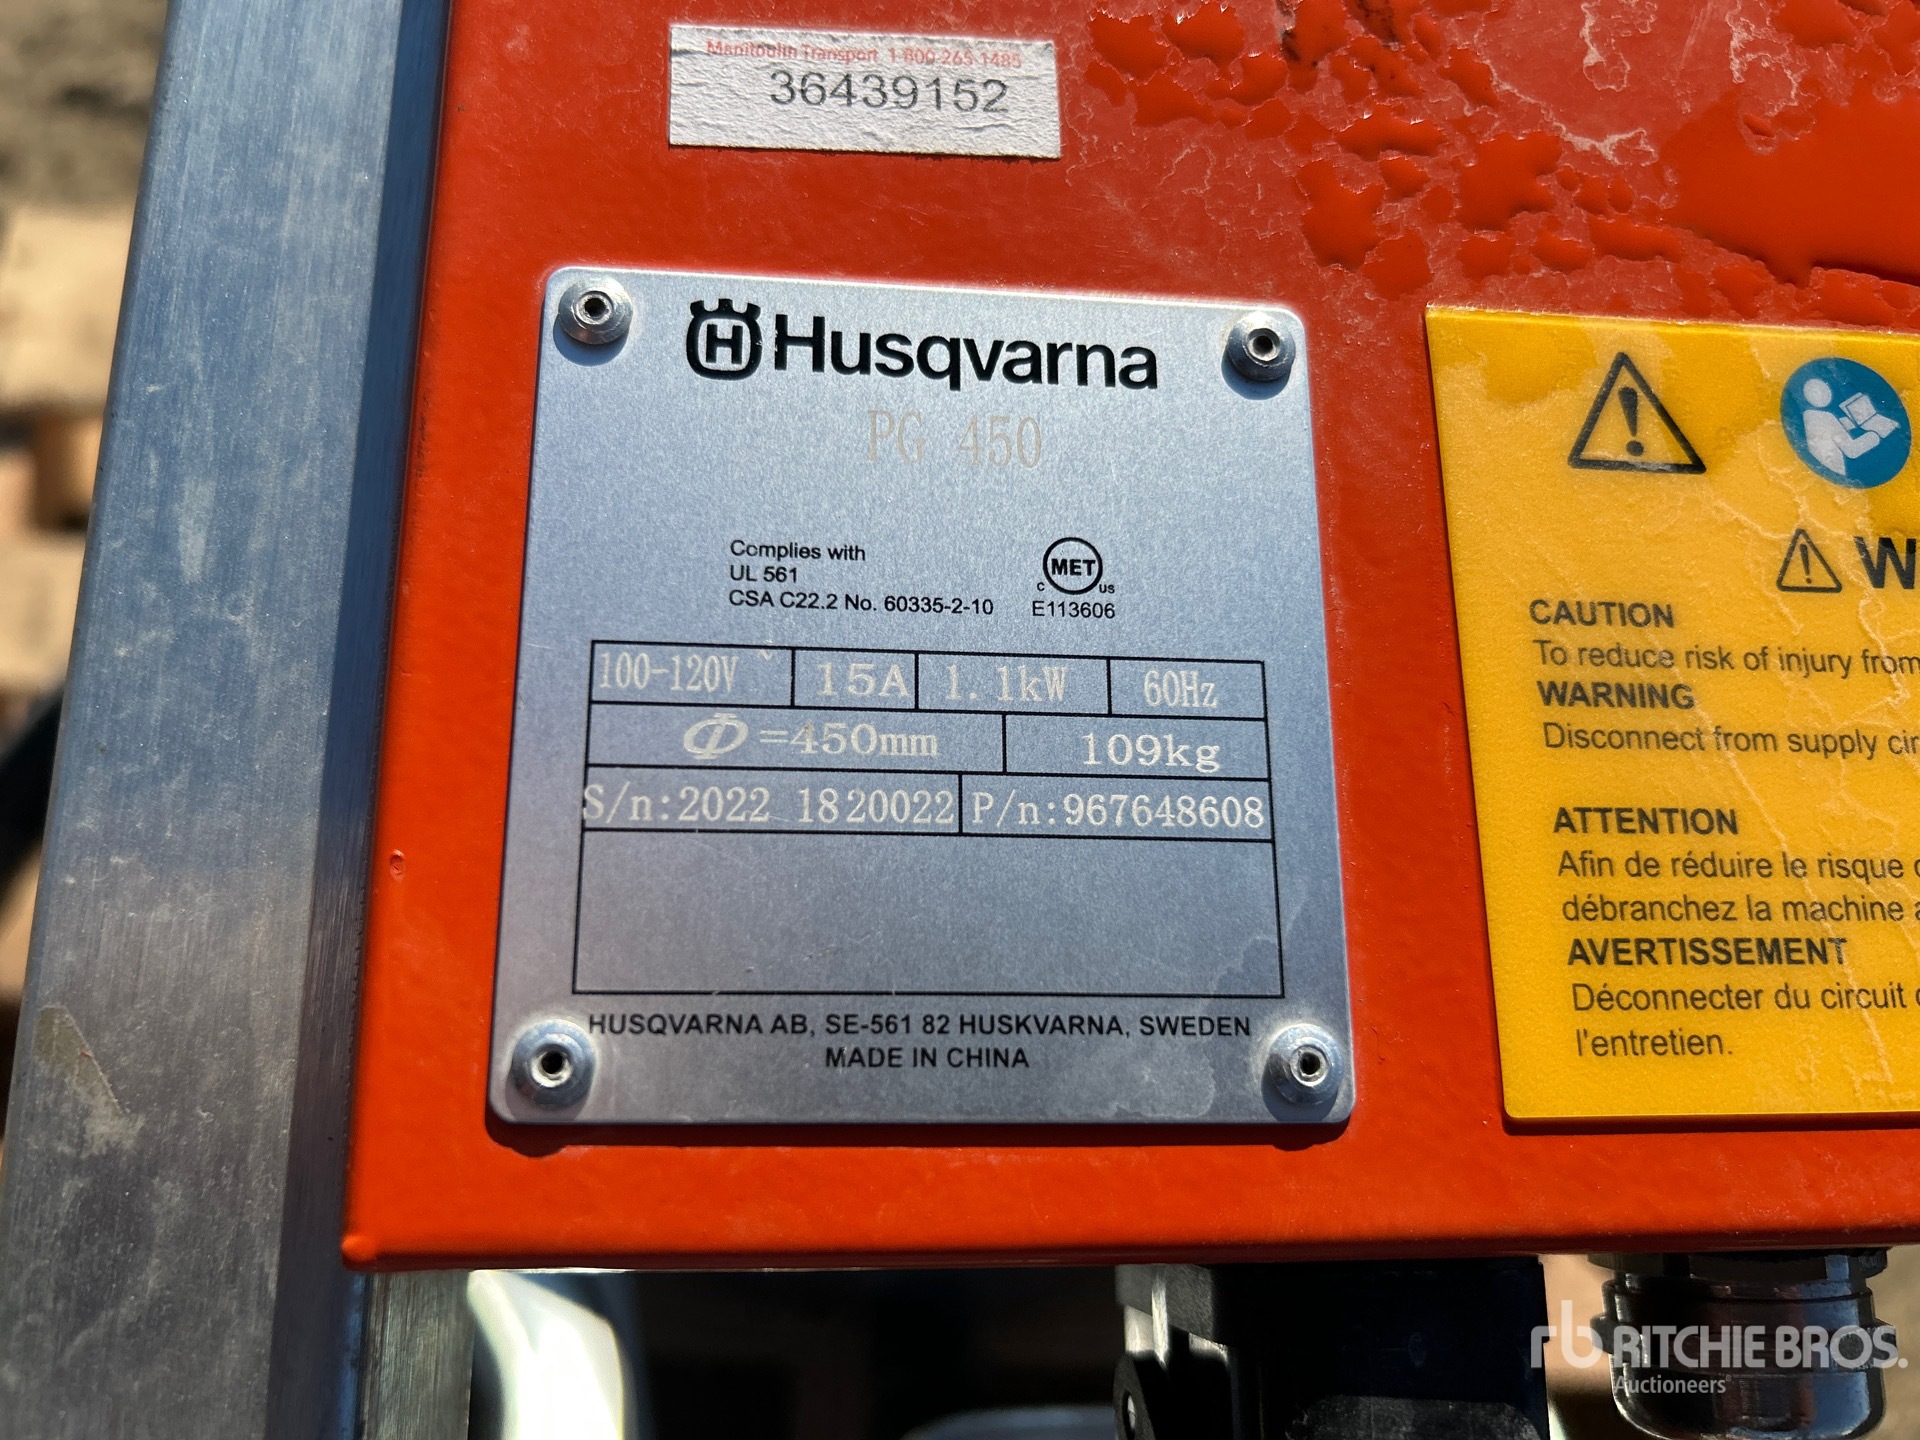 Manitoulin Transport 1 800 265 1485
36439152
H Husqvarna
PG 450
Complies with
UL 561
CSA C22.2 No. 60335-2-10
MET
C US
E113606
100-120V 15A 1.1kW 60Hz
Φ=450mm 109kg
S/n:2022 1820022 P/n:967648608
HUSQVARNA AB, SE-561 82 HUSKVARNA, SWEDEN
MADE IN CHINA
W
CAUTION
To reduce risk of injury from
WARNING
Disconnect from supply cir
ATTENTION
Afin de réduire le risque
débranchez la machine a
AVERTISSEMENT
Déconnecter du circuit
l'entretien.
rb RITCHIE BROS.
Auctioneers